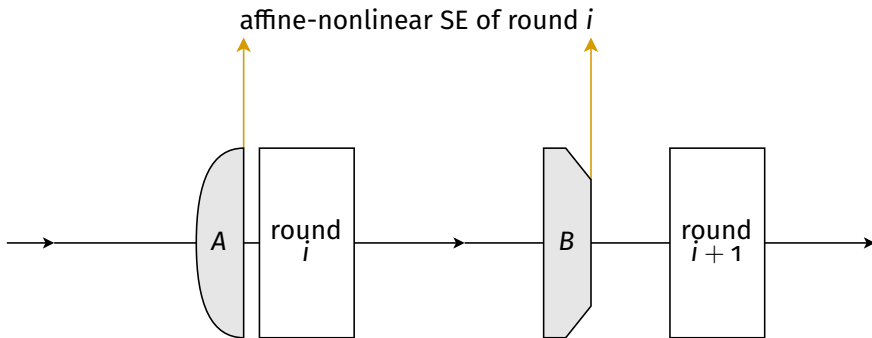 affine-nonlinear SE of round i
A
round
i
B
round
i + 1